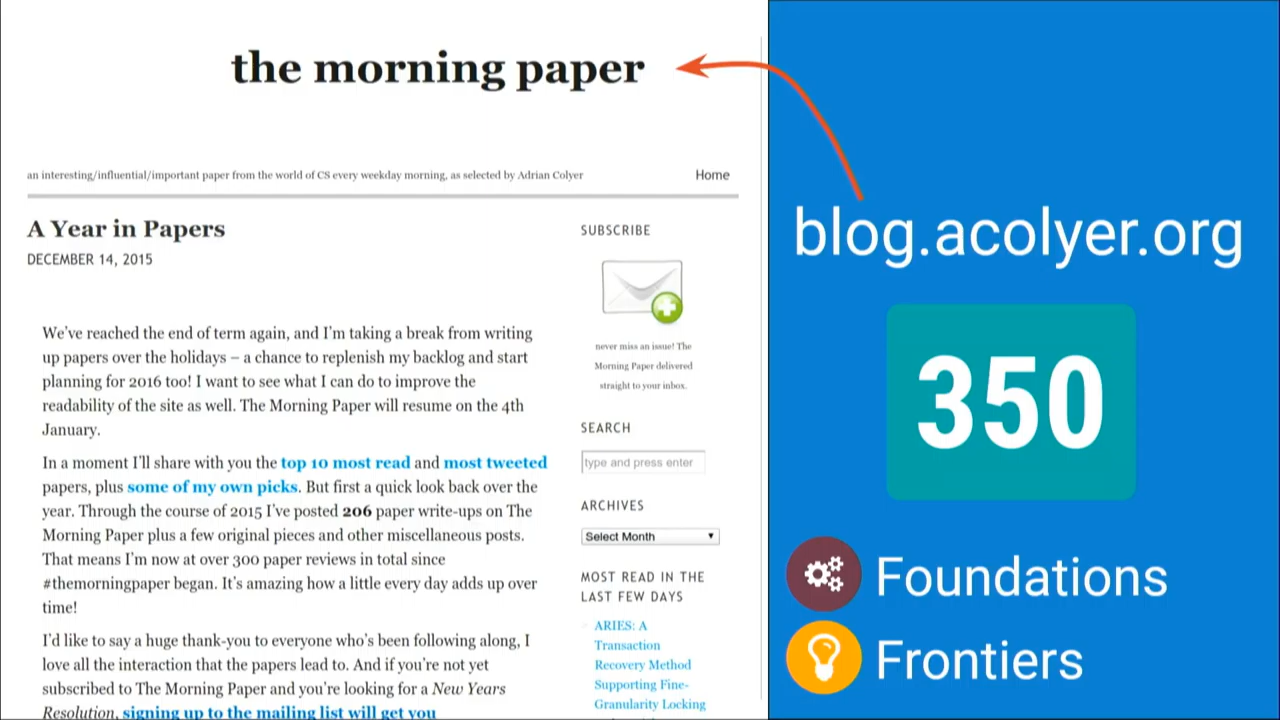 the morning paper
an interesting/influential/important paper from the world of CS every weekday morning, as selected by Adrian Colyer
Home
A Year in Papers
DECEMBER 14, 2015
We've reached the end of term again, and I'm taking a break from writing
up papers over the holidays – a chance to replenish my backlog and start
planning for 2016 too! I want to see what I can do to improve the
readability of the site as well. The Morning Paper will resume on the 4th
January.
In a moment I'll share with you the top 10 most read and most tweeted
papers, plus some of my own picks. But first a quick look back over the
year. Through the course of 2015 I've posted 206 paper write-ups on The
Morning Paper plus a few original pieces and other miscellaneous posts.
That means I'm now at over 300 paper reviews in total since
#themorningpaper began. It's amazing how a little every day adds up over
time!
I'd like to say a huge thank-you to everyone who's been following along, I
love all the interaction that the papers lead to. And if you're not yet
subscribed to The Morning Paper and you're looking for a New Years
Resolution, signing up to the mailing list will get you
SUBSCRIBE
never miss an issue! The
Morning Paper delivered
straight to your inbox.
SEARCH
type and press enter
ARCHIVES
Select Month
MOST READ IN THE
LAST FEW DAYS
ARIES: A
Transaction
Recovery Method
Supporting Fine-
Granularity Locking
blog.acolyer.org
350
Foundations
Frontiers